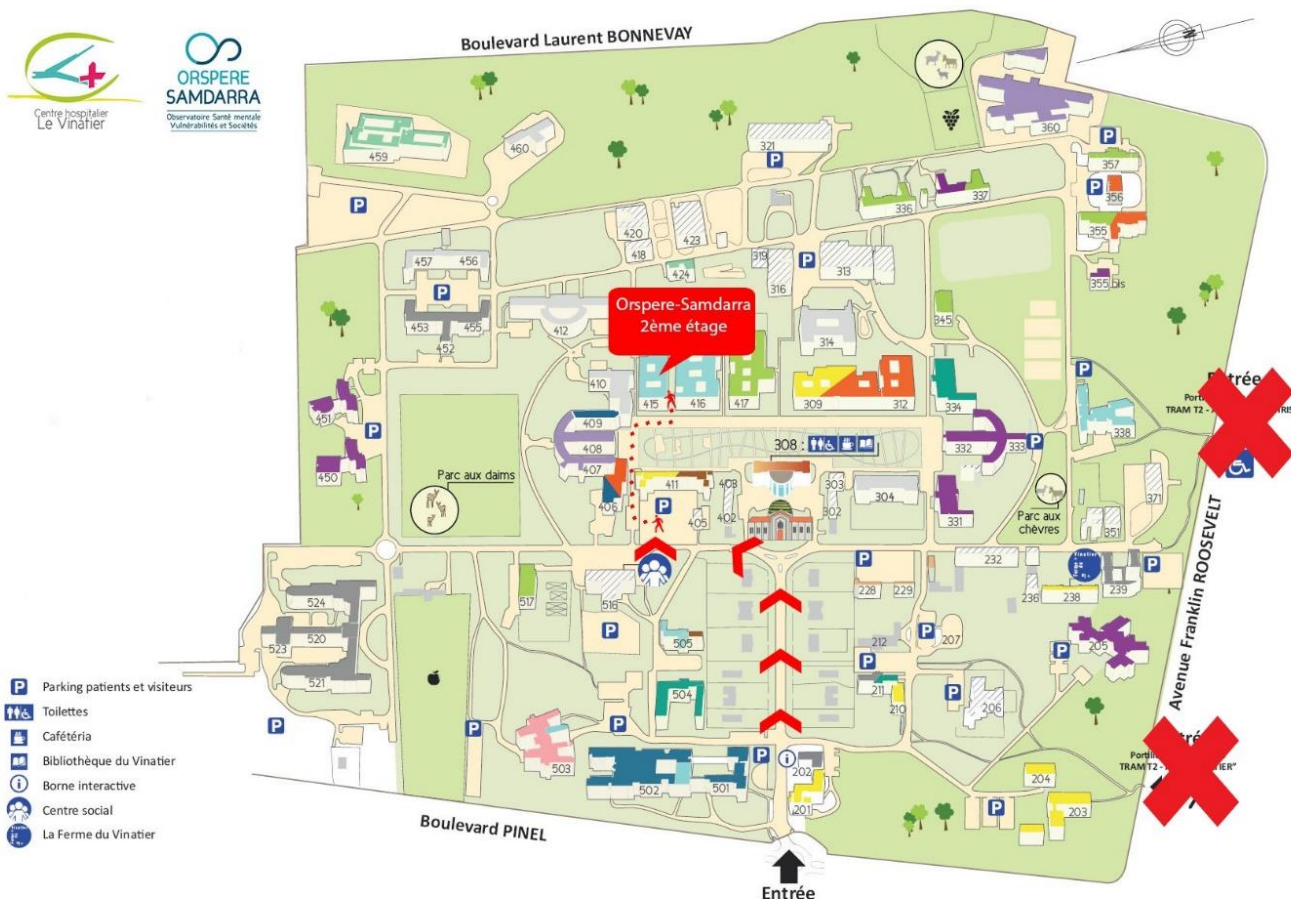 Centre hospitalier
Le Vinatier
ORSPERE
SAMDARRA
Observatoire Santé mentale
Vulnérabilités et Sociétés
Boulevard Laurent BONNEVAY
N
459
460
321
360
357
356
355
355 bis
336
337
420
423
418
424
319
316
313
457
456
453
455
452
412
Orspere-Samdarra
2ème étage
345
314
410
415
416
417
309
312
334
338
Entrée
TRAM T2 -
451
450
409
408
407
406
308 :
332
333
Parc aux daims
411
403
402
405
303
302
304
331
Parc aux
chèvres
371
351
Avenue Franklin ROOSEVELT
524
523
520
521
517
516
505
504
228
229
232
236
238
239
212
207
205
211
210
206
503
502
501
202
201
204
203
TRAM T2 -
P Parking patients et visiteurs
Toilettes
Cafétéria
Bibliothèque du Vinatier
i Borne interactive
Centre social
La Ferme du Vinatier
Boulevard PINEL
Entrée